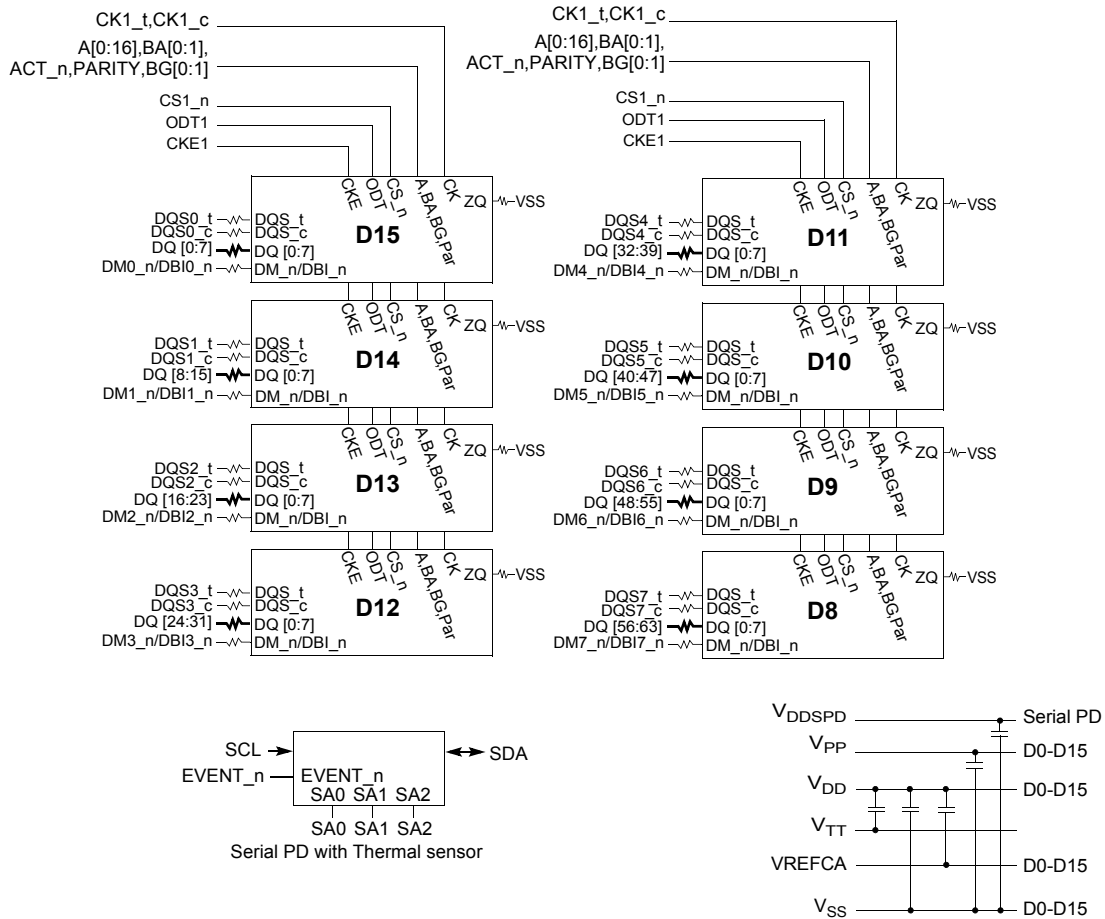 CK1_t,CK1_c
A[0:16],BA[0:1],
ACT_n,PARITY,BG[0:1]
CS1_n
ODT1
CKE1
CKE
ODT
CS_n
A,BA,BG,Par
CK
ZQ
VSS
DQS0_t
DQS_t
DQS0_c
DQS_c
D15
DQ [0:7]
DQ [0:7]
DM0_n/DBI0_n
DM_n/DBI_n
CKE
ODT
CS_n
A,BA,BG,Par
CK
ZQ
VSS
DQS1_t
DQS_t
DQS1_c
DQS_c
D14
DQ [8:15]
DQ [0:7]
DM1_n/DBI1_n
DM_n/DBI_n
CKE
ODT
CS_n
A,BA,BG,Par
CK
ZQ
VSS
DQS2_t
DQS_t
DQS2_c
DQS_c
D13
DQ [16:23]
DQ [0:7]
DM2_n/DBI2_n
DM_n/DBI_n
CKE
ODT
CS_n
A,BA,BG,Par
CK
ZQ
VSS
DQS3_t
DQS_t
DQS3_c
DQS_c
D12
DQ [24:31]
DQ [0:7]
DM3_n/DBI3_n
DM_n/DBI_n
CK1_t,CK1_c
A[0:16],BA[0:1],
ACT_n,PARITY,BG[0:1]
CS1_n
ODT1
CKE1
CKE
ODT
CS_n
A,BA,BG,Par
CK
ZQ
VSS
DQS4_t
DQS_t
DQS4_c
DQS_c
D11
DQ [32:39]
DQ [0:7]
DM4_n/DBI4_n
DM_n/DBI_n
CKE
ODT
CS_n
A,BA,BG,Par
CK
ZQ
VSS
DQS5_t
DQS_t
DQS5_c
DQS_c
D10
DQ [40:47]
DQ [0:7]
DM5_n/DBI5_n
DM_n/DBI_n
CKE
ODT
CS_n
A,BA,BG,Par
CK
ZQ
VSS
DQS6_t
DQS_t
DQS6_c
DQS_c
D9
DQ [48:55]
DQ [0:7]
DM6_n/DBI6_n
DM_n/DBI_n
CKE
ODT
CS_n
A,BA,BG,Par
CK
ZQ
VSS
DQS7_t
DQS_t
DQS7_c
DQS_c
D8
DQ [56:63]
DQ [0:7]
DM7_n/DBI7_n
DM_n/DBI_n
SCL
SDA
EVENT_n
EVENT_n
SA0 SA1 SA2
SA0 SA1 SA2
Serial PD with Thermal sensor
VDDSPD
Serial PD
VPP
D0-D15
VDD
D0-D15
VTT
VREFCA
D0-D15
VSS
D0-D15